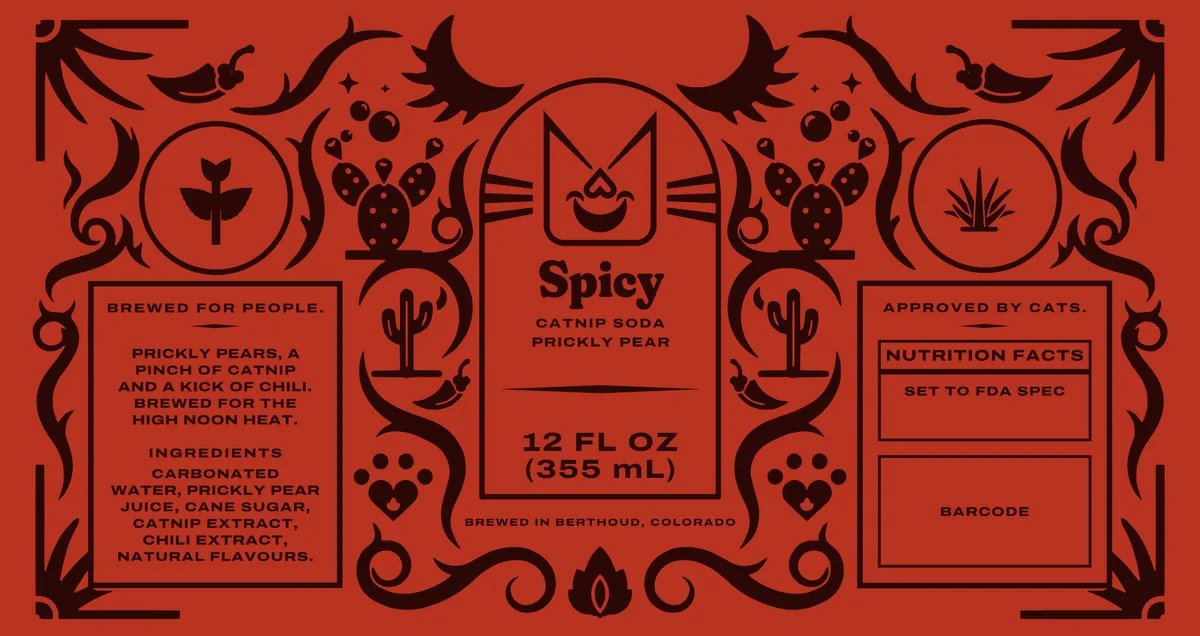 BREWED FOR PEOPLE.
PRICKLY PEARS, A
PINCH OF CATNIP
AND A KICK OF CHILI.
BREWED FOR THE
HIGH NOON HEAT.
INGREDIENTS
CARBONATED
WATER, PRICKLY PEAR
JUICE, CANE SUGAR,
CATNIP EXTRACT,
CHILI EXTRACT,
NATURAL FLAVOURS.
Spicy
CATNIP SODA
PRICKLY PEAR
12 FL OZ
(355 mL)
BREWED IN BERTHOUD, COLORADO
APPROVED BY CATS.
NUTRITION FACTS
SET TO FDA SPEC
BARCODE